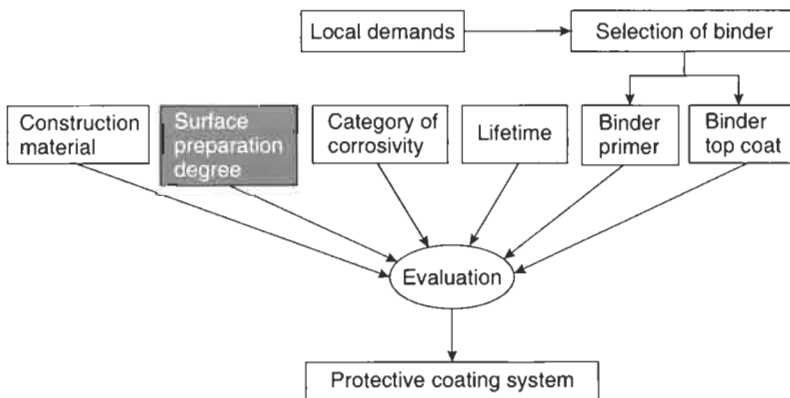 Local demands
Selection of binder
Construction
material
Surface
preparation
degree
Category of
corrosivity
Lifetime
Binder
primer
Binder
top coat
Evaluation
Protective coating system